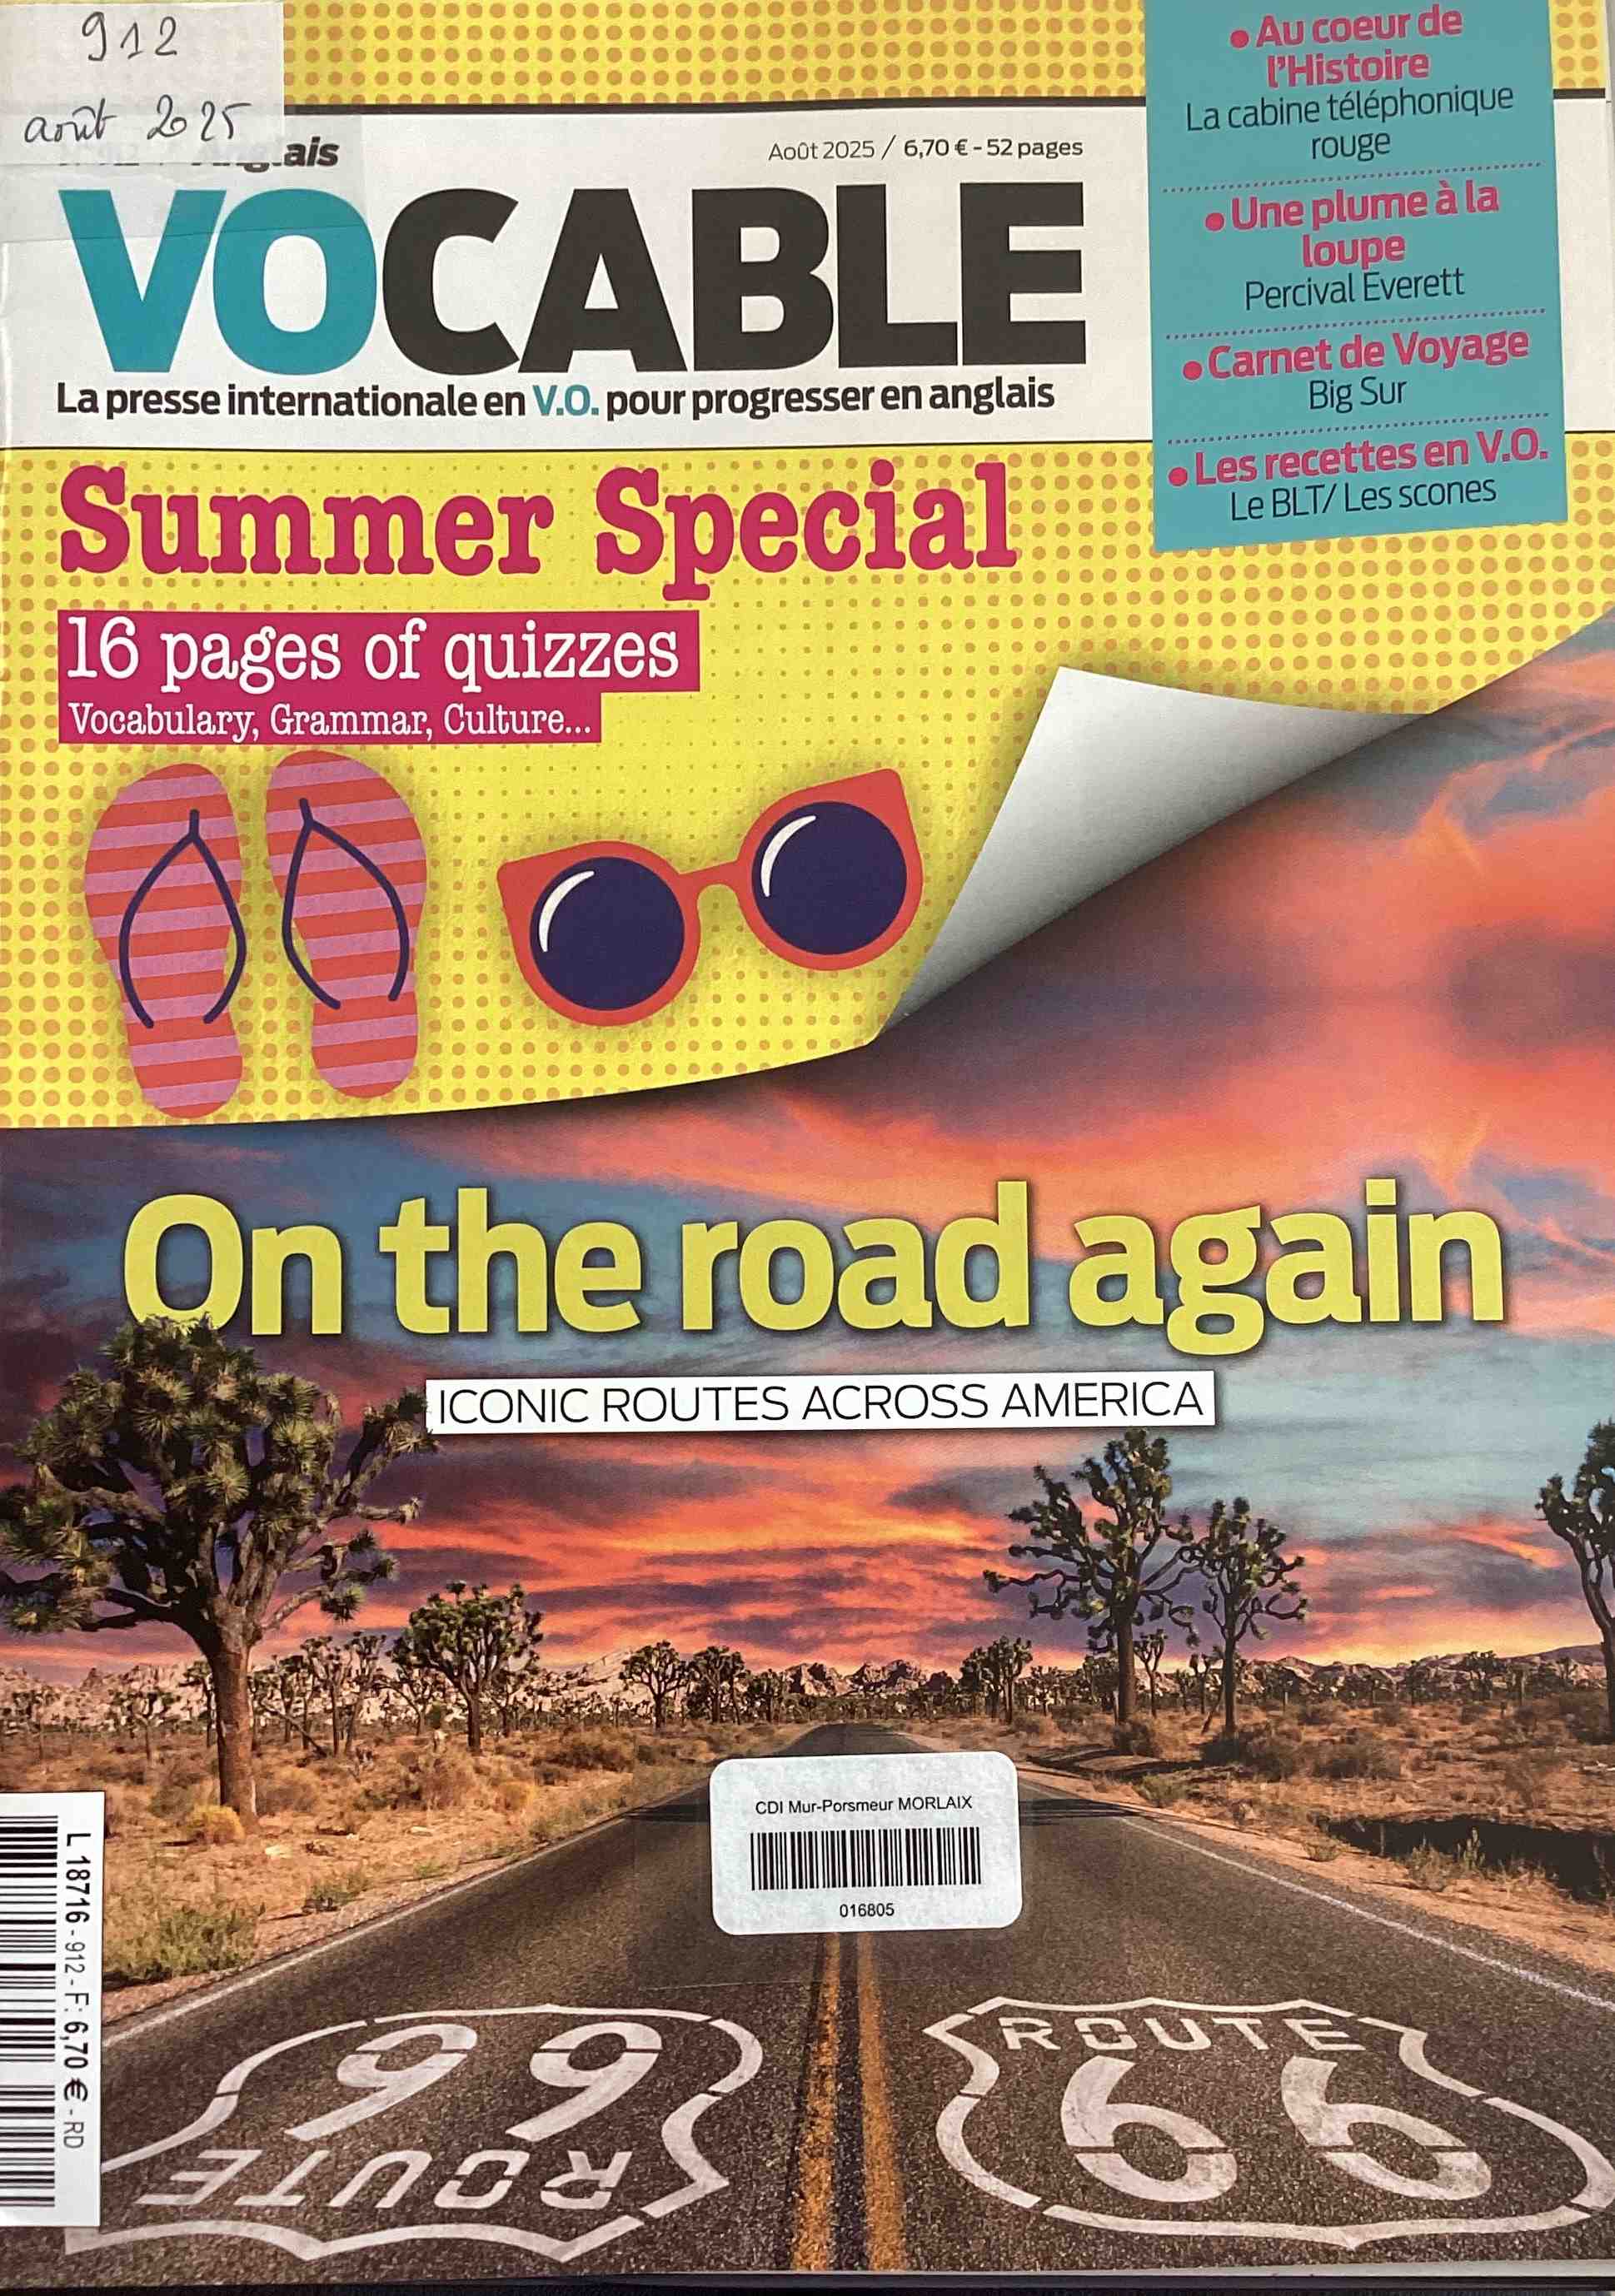 912
août 2025
Août 2025 / 6,70 € - 52 pages
VOCABLE
La presse internationale en V.O. pour progresser en anglais
• Au coeur de
l'Histoire
La cabine téléphonique
rouge
• Une plume à la
loupe
Percival Everett
• Carnet de Voyage
Big Sur
• Les recettes en V.O.
Le BLT/ Les scones
Summer Special
16 pages of quizzes
Vocabulary, Grammar, Culture...
On the road again
ICONIC ROUTES ACROSS AMERICA
CDI Mur-Porsmeur MORLAIX
016805
L 18716 - 912 - F: 6,70 € - RD
ROUTE
66
ROUTE
66